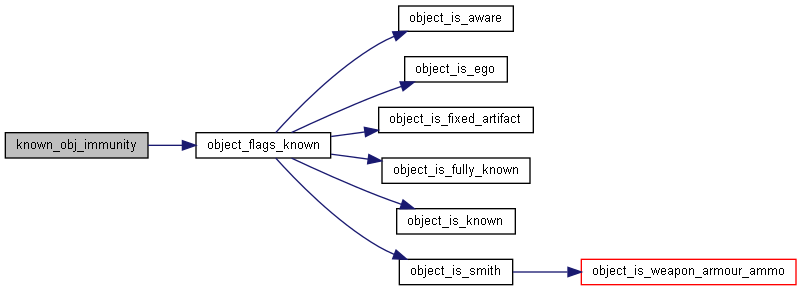 known_obj_immunity
object_flags_known
object_is_aware
object_is_ego
object_is_fixed_artifact
object_is_fully_known
object_is_known
object_is_smith
object_is_weapon_armour_ammo